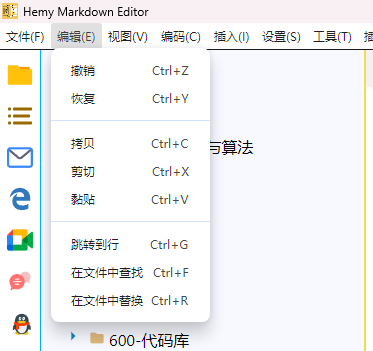 Hemy Markdown Editor
文件(F) 编辑(E) 视图(V) 编码(C) 插入(I) 设置(S) 工具(T)
撤销 Ctrl+Z
恢复 Ctrl+Y
拷贝 Ctrl+C
与算法
剪切 Ctrl+X
黏贴 Ctrl+V
跳转到行 Ctrl+G
在文件中查找 Ctrl+F
在文件中替换 Ctrl+R
600-代码库